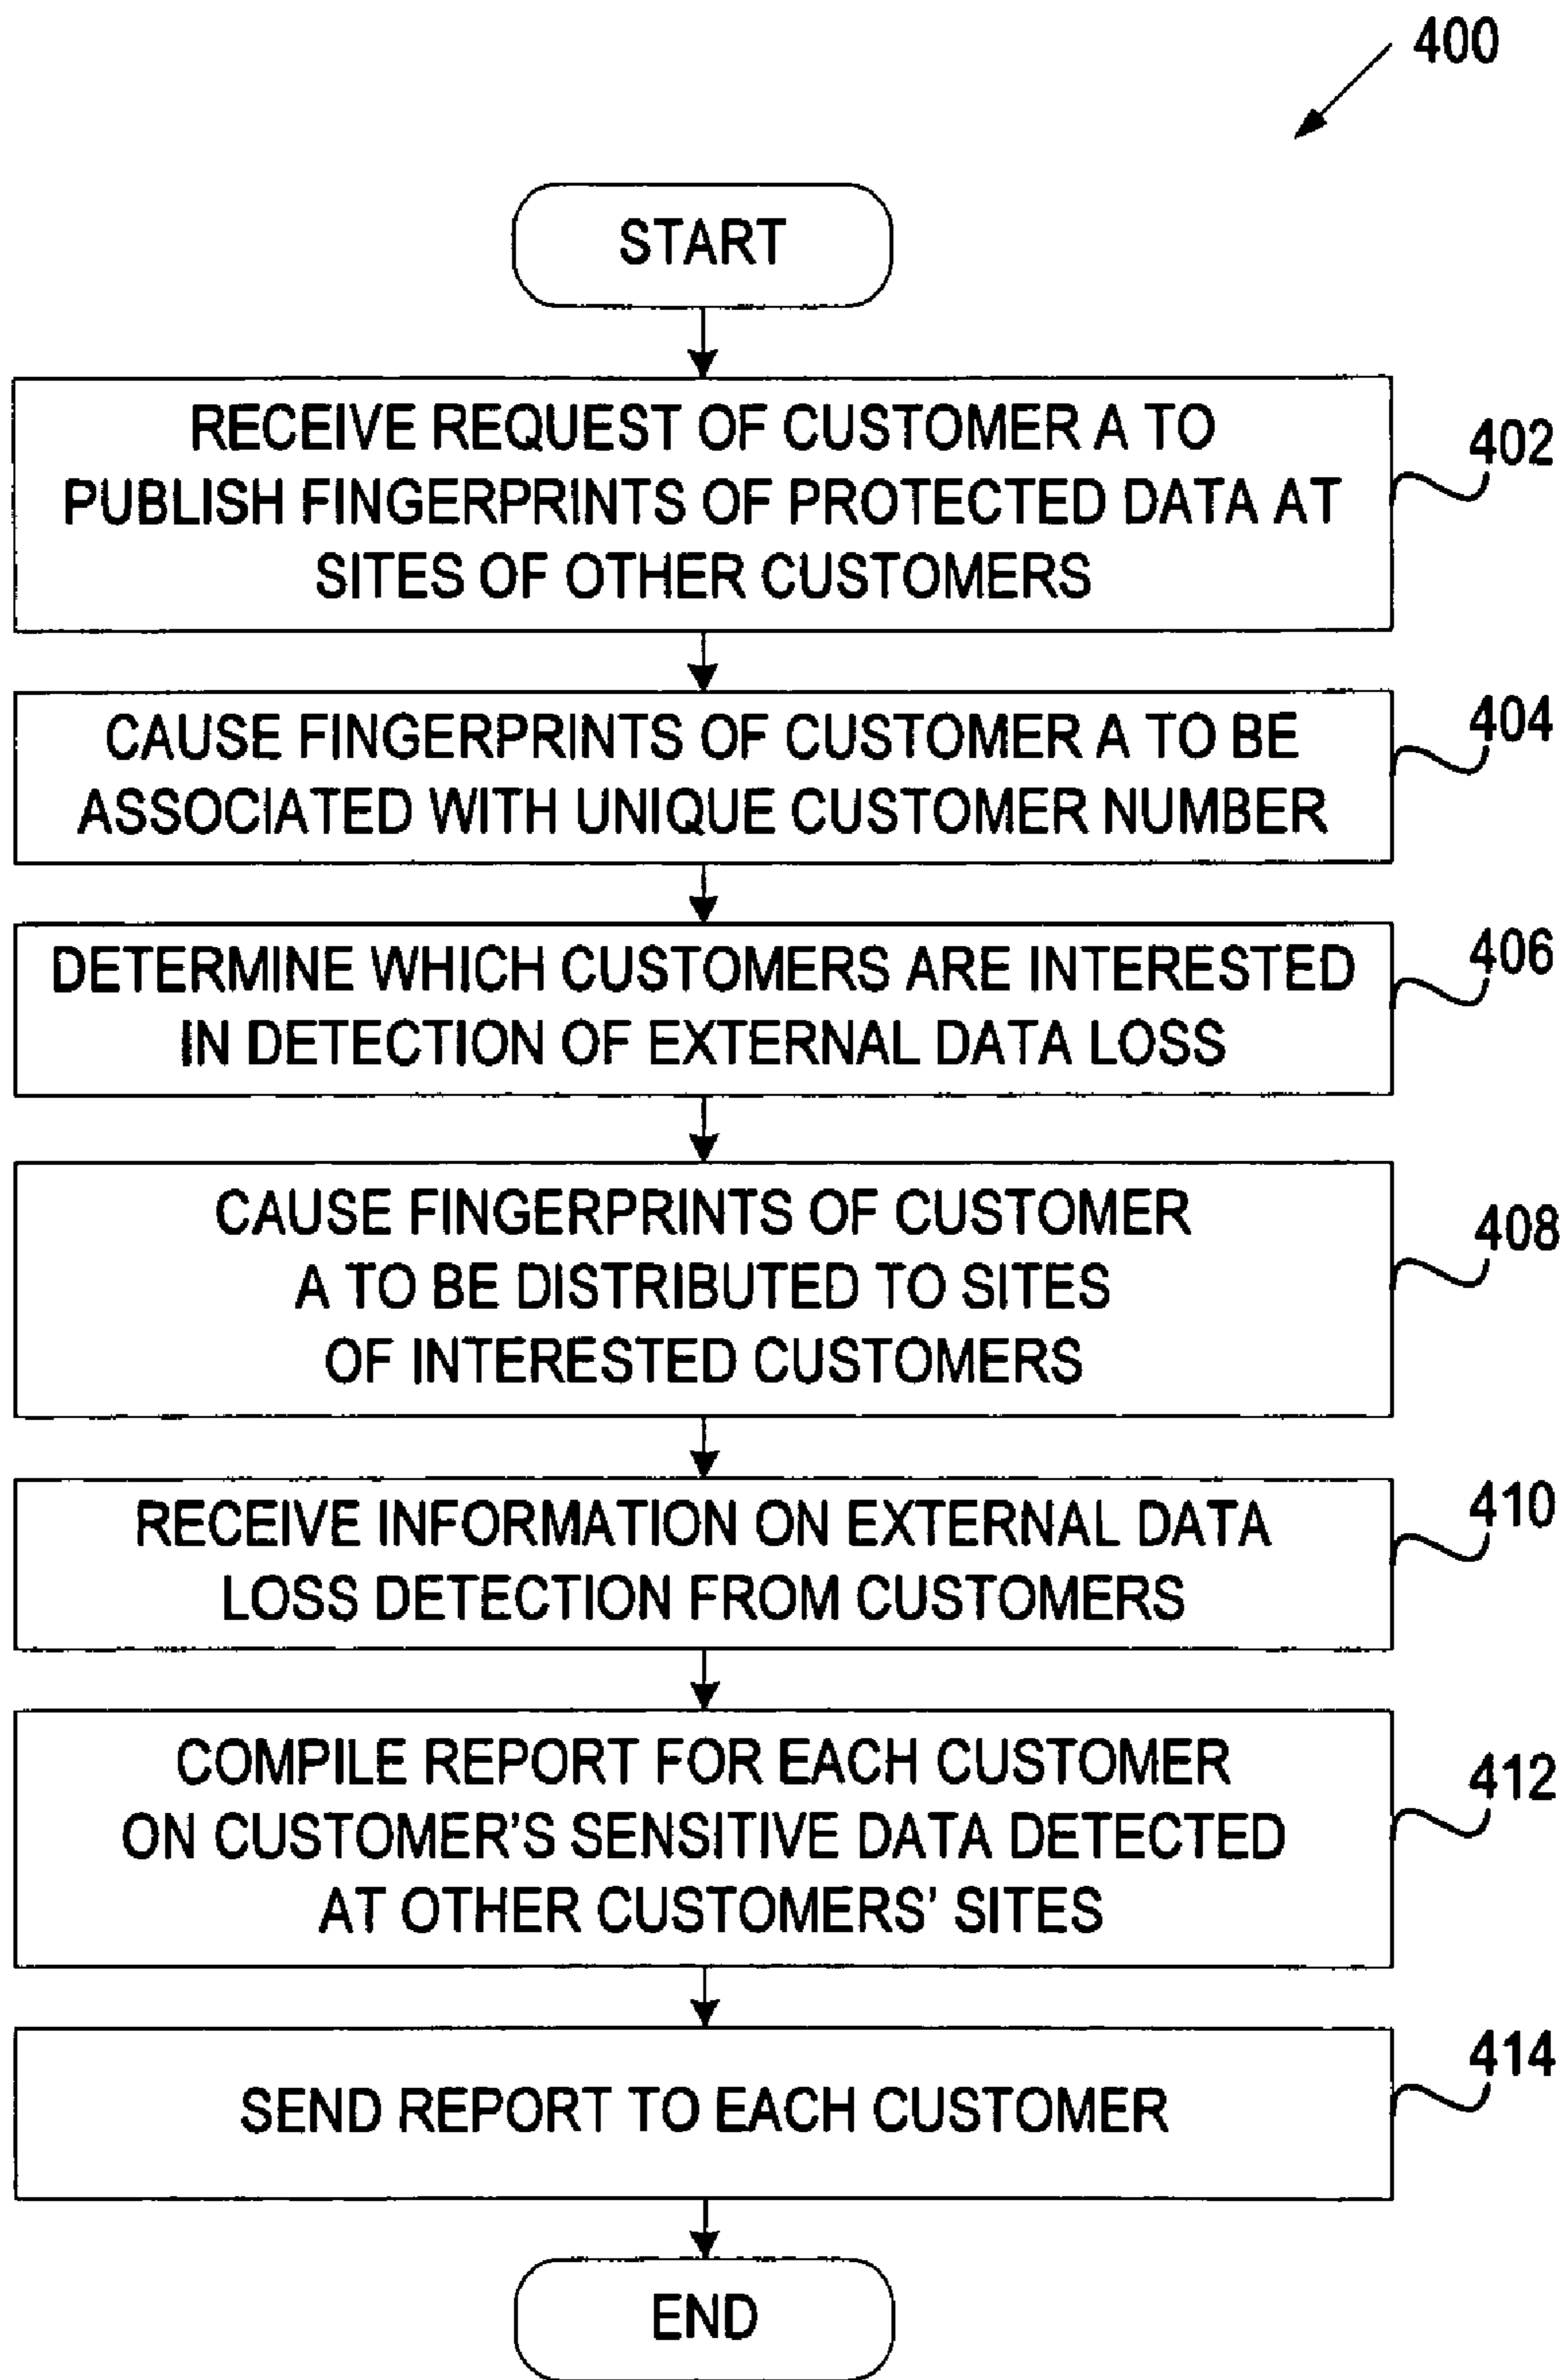 400
START
RECEIVE REQUEST OF CUSTOMER A TO
PUBLISH FINGERPRINTS OF PROTECTED DATA AT
SITES OF OTHER CUSTOMERS
402
CAUSE FINGERPRINTS OF CUSTOMER A TO BE
ASSOCIATED WITH UNIQUE CUSTOMER NUMBER
404
DETERMINE WHICH CUSTOMERS ARE INTERESTED
IN DETECTION OF EXTERNAL DATA LOSS
406
CAUSE FINGERPRINTS OF CUSTOMER
A TO BE DISTRIBUTED TO SITES
OF INTERESTED CUSTOMERS
408
RECEIVE INFORMATION ON EXTERNAL DATA
LOSS DETECTION FROM CUSTOMERS
410
COMPILE REPORT FOR EACH CUSTOMER
ON CUSTOMER'S SENSITIVE DATA DETECTED
AT OTHER CUSTOMERS' SITES
412
SEND REPORT TO EACH CUSTOMER
414
END